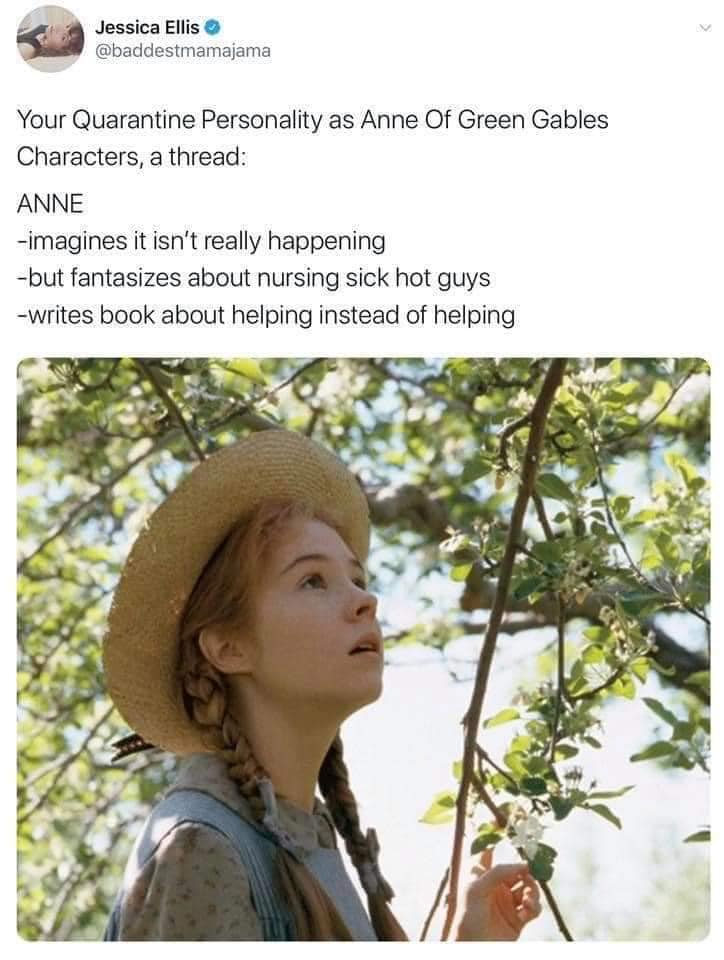 Jessica Ellis
@baddestmamajama
Your Quarantine Personality as Anne Of Green Gables
Characters, a thread:
ANNE
-imagines it isn’t really happening
-but fantasizes about nursing sick hot guys
-writes book about helping instead of helping